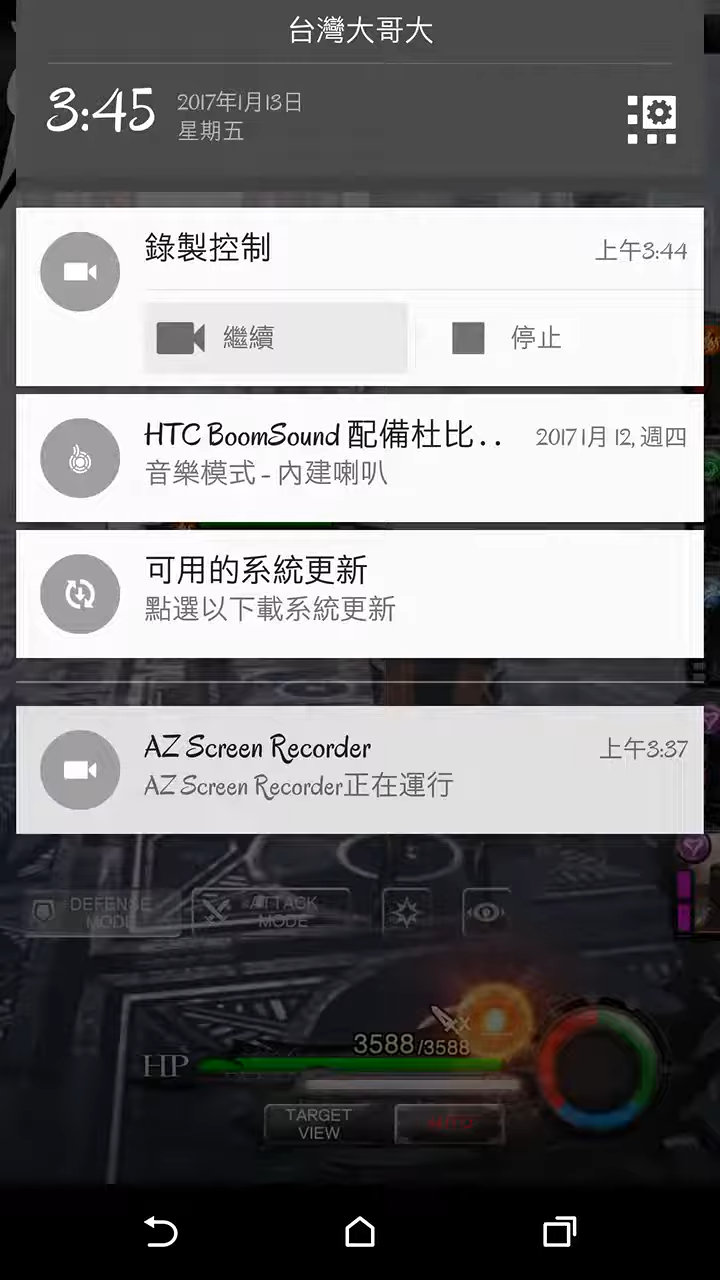 台灣大哥大
3:45
2017年1月13日
星期五
錄製控制
上午3:44
繼續
停止
HTC BoomSound 配備杜比..
2017 1月 12, 週四
音樂模式 - 內建喇叭
可用的系統更新
點選以下載系統更新
AZ Screen Recorder
上午3:37
AZ Screen Recorder正在運行
DEFENSE
MODE
ATTACK
MODE
3588/3588
HP
TARGET
VIEW
AUTO